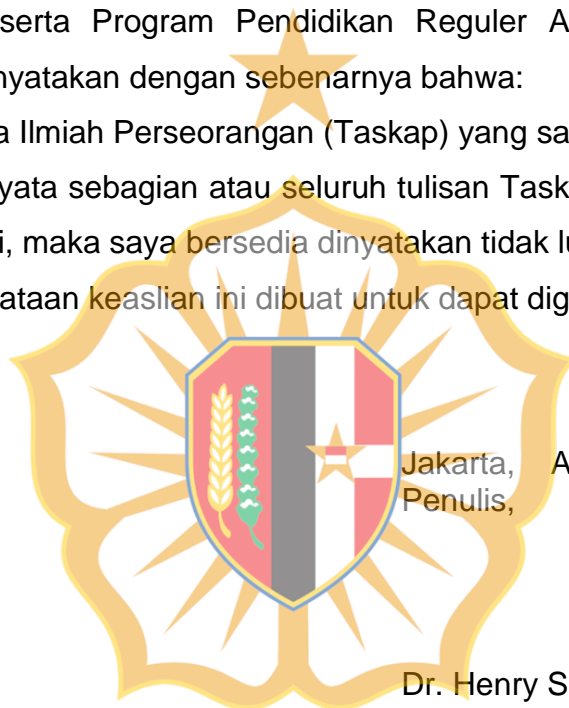 serta Program Pendidikan Reguler A
nyatakan dengan sebenarnya bahwa:
a Ilmiah Perseorangan (Taskap) yang sa
yata sebagian atau seluruh tulisan Task
i, maka saya bersedia dinyatakan tidak lu
ataan keaslian ini dibuat untuk dapat dig
Jakarta, A
Penulis,
Dr. Henry S